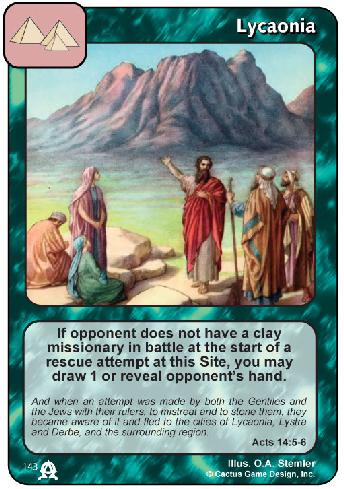 Lycaonia
If opponent does not have a clay
missionary in battle at the start of a
rescue attempt at this Site, you may
draw 1 or reveal opponent's hand.
And when an attempt was made by both the Gentiles and
the Jews with their rulers, to mistreat and to stone them, they
became aware of it and fled to the cities of Lycaonia, Lystra
and Derbe, and the surrounding region.
Acts 14:5-6
143
Illus. O.A. Stemler
© Cactus Game Design, Inc.